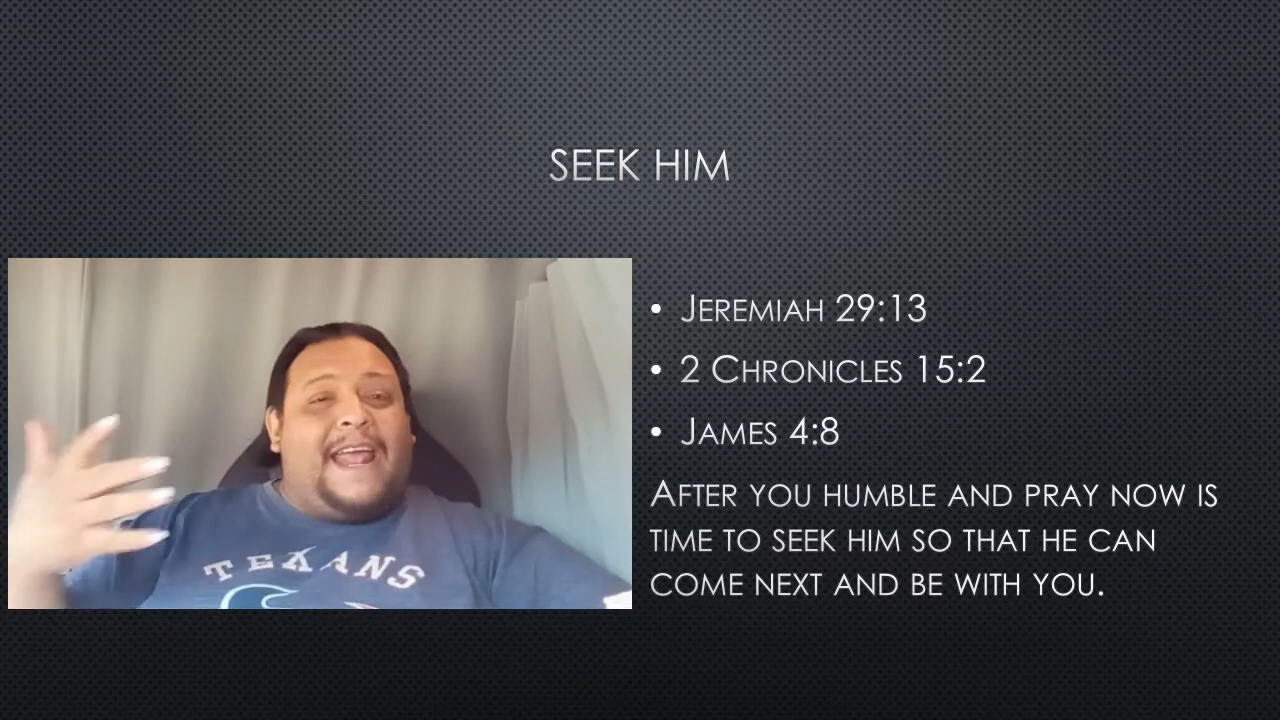 SEEK HIM
TEXANS
• JEREMIAH 29:13
• 2 CHRONICLES 15:2
• JAMES 4:8
AFTER YOU HUMBLE AND PRAY NOW IS
TIME TO SEEK HIM SO THAT HE CAN
COME NEXT AND BE WITH YOU.